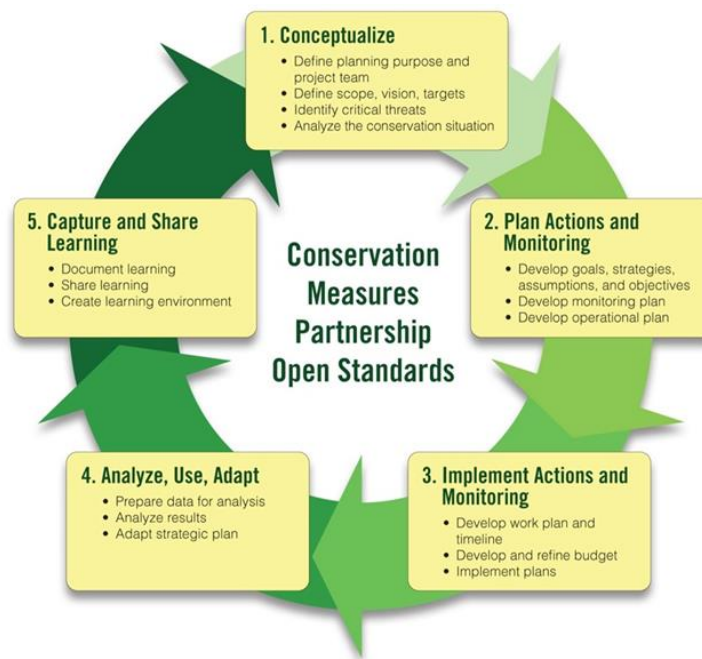 1. Conceptualize
• Define planning purpose and
project team
• Define scope, vision, targets
• Identify critical threats
• Analyze the conservation situation
2. Plan Actions and
Monitoring
• Develop goals, strategies,
assumptions, and objectives
• Develop monitoring plan
• Develop operational plan
3. Implement Actions and
Monitoring
• Develop work plan and
timeline
• Develop and refine budget
• Implement plans
4. Analyze, Use, Adapt
• Prepare data for analysis
• Analyze results
• Adapt strategic plan
5. Capture and Share
Learning
• Document learning
• Share learning
• Create learning environment
Conservation
Measures
Partnership
Open Standards